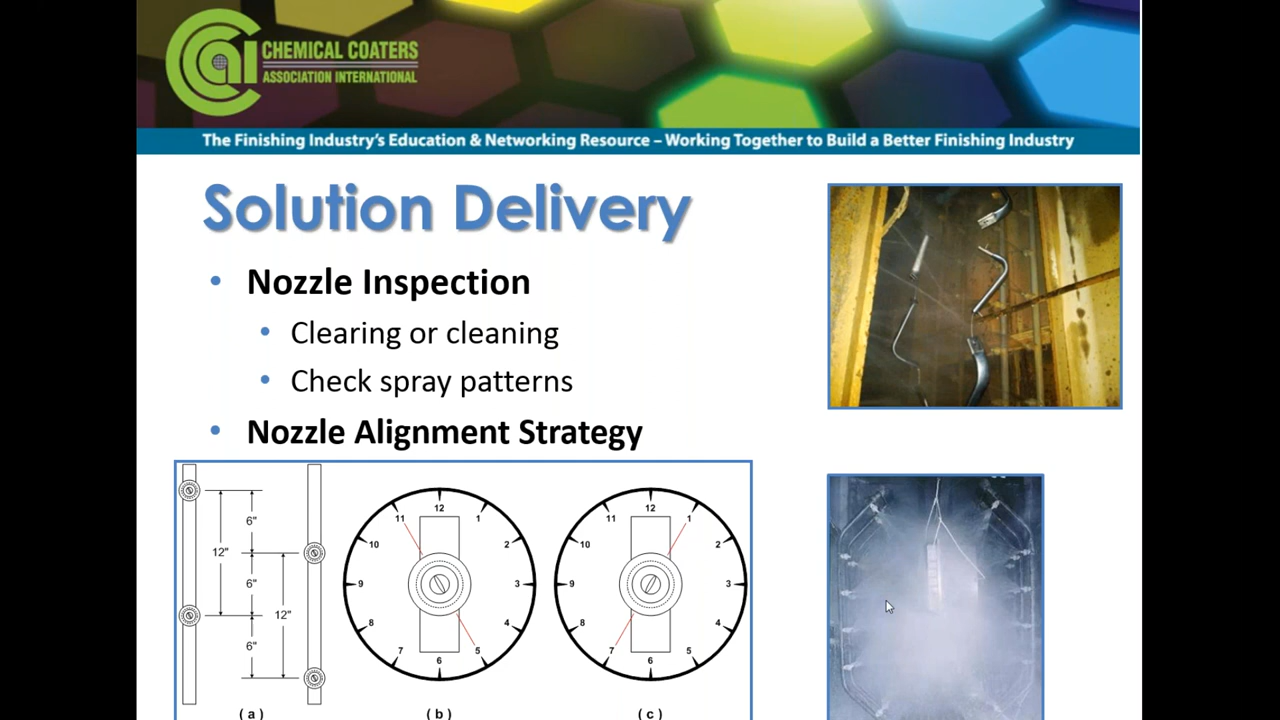 CHEMICAL COATERS
ASSOCIATION INTERNATIONAL
The Finishing Industry's Education & Networking Resource – Working Together to Build a Better Finishing Industry
Solution Delivery
• Nozzle Inspection
• Clearing or cleaning
• Check spray patterns
• Nozzle Alignment Strategy
6"
12"
6"
12"
6"
(a)
12
1
2
3
4
5
6
7
8
9
10
11
(b)
12
1
2
3
4
5
6
7
8
9
10
11
(c)